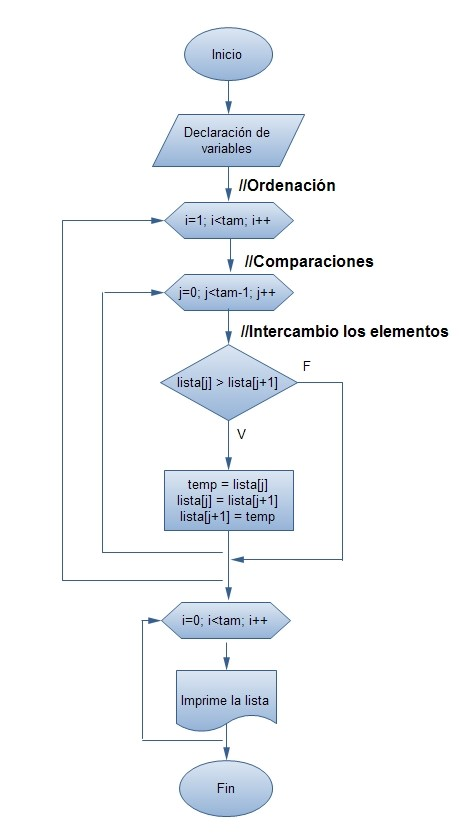 Inicio
Declaración de
variables
//Ordenación
i=1; i<tam; i++
//Comparaciones
j=0; j<tam-1; j++
//Intercambio los elementos
lista[j] > lista[j+1]
F
V
temp = lista[j]
lista[j] = lista[j+1]
lista[j+1] = temp
i=0; i<tam; i++
Imprime la lista
Fin